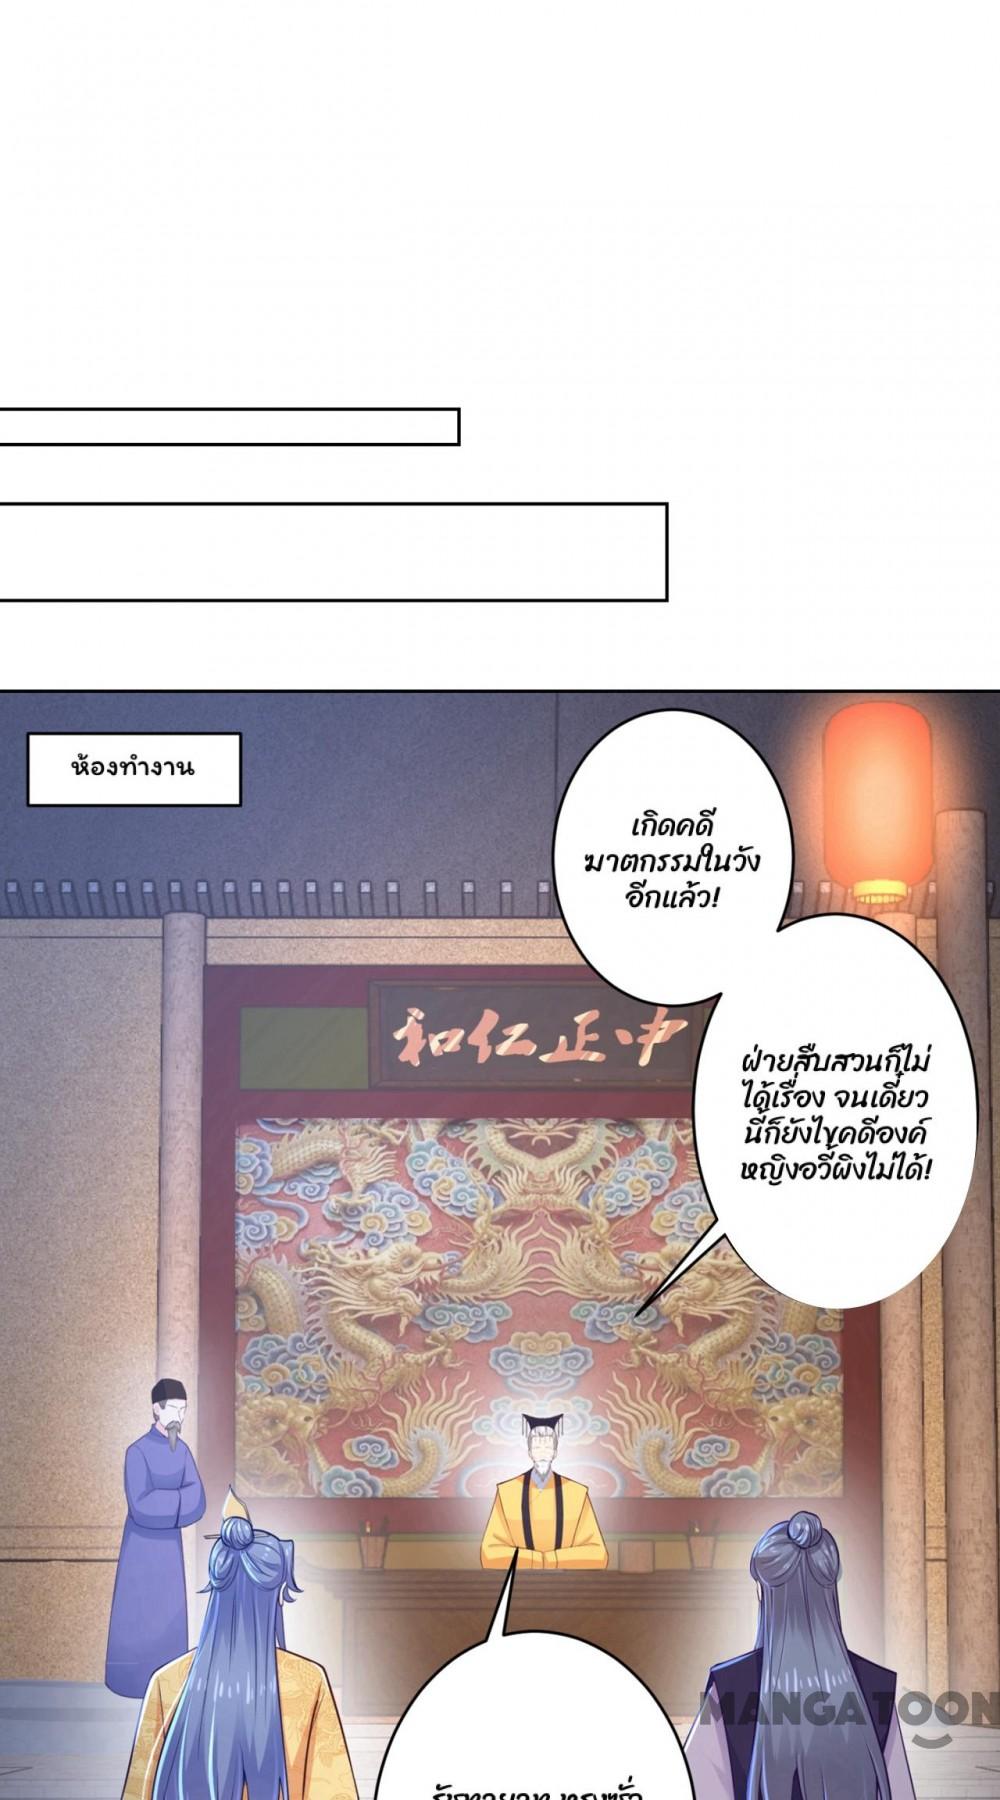 ห้องทำงาน
เกิดคดี
ฆาตกรรมในวัง
อีกแล้ว!
ฝ่ายสืบสวนก็ไม่
ได้เรื่อง จนเดี๋ยว
นี้ก็ยังไขคดีองค์
หญิงอวี้ผิงไม่ได้!
和仁正中
MANGATOON